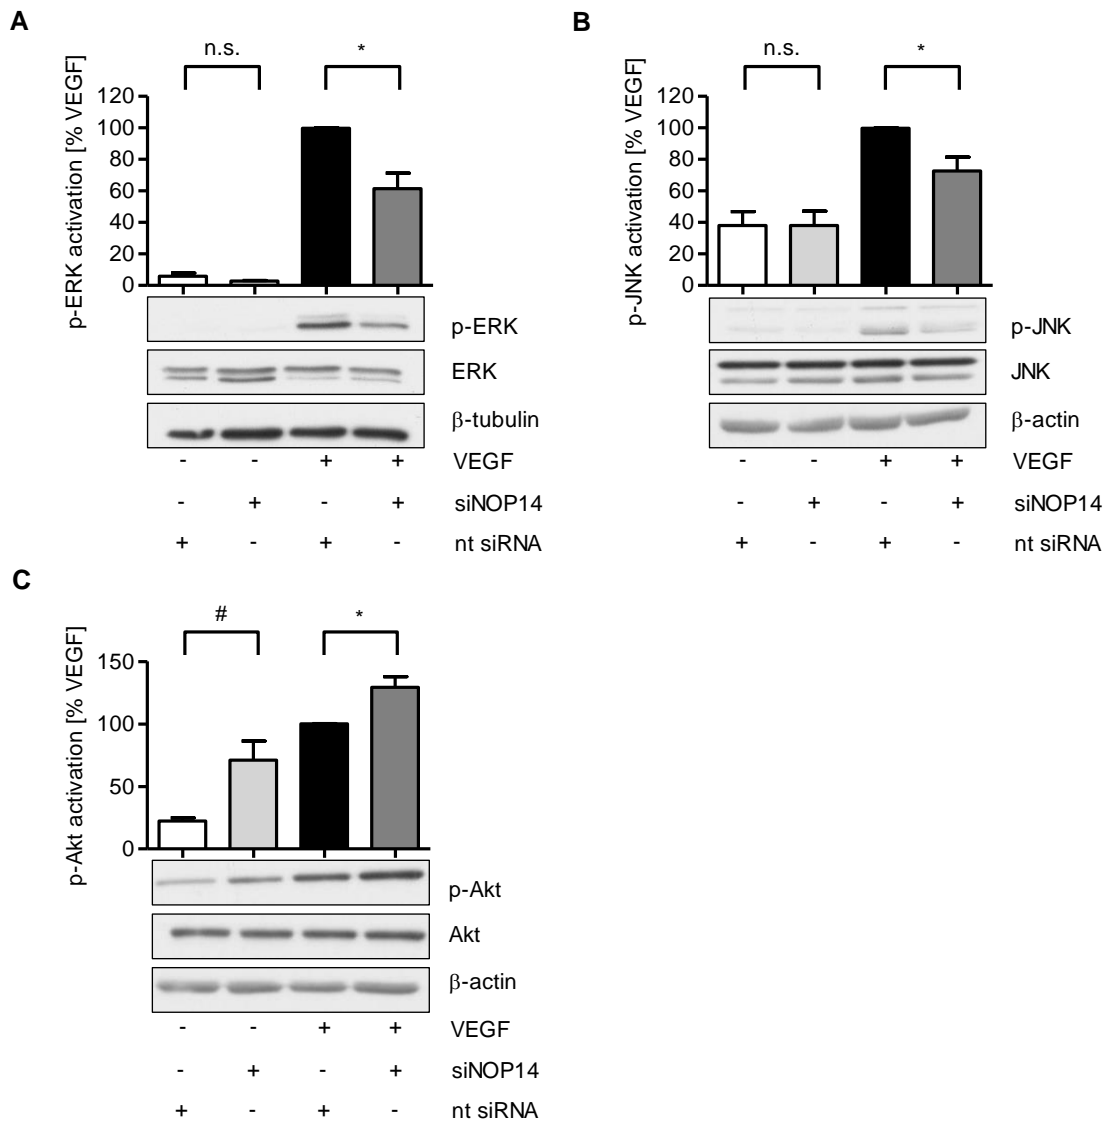 A
n.s. *
p-ERK activation [% VEGF]
120
100
80
60
40
20
0
p-ERK
ERK
β-tubulin
- - + + VEGF
- + - + siNOP14
+ - + - nt siRNA
B
n.s. *
p-JNK activation [% VEGF]
120
100
80
60
40
20
0
p-JNK
JNK
β-actin
- - + + VEGF
- + - + siNOP14
+ - + - nt siRNA
C
# *
p-Akt activation [% VEGF]
150
100
50
0
p-Akt
Akt
β-actin
- - + + VEGF
- + - + siNOP14
+ - + - nt siRNA